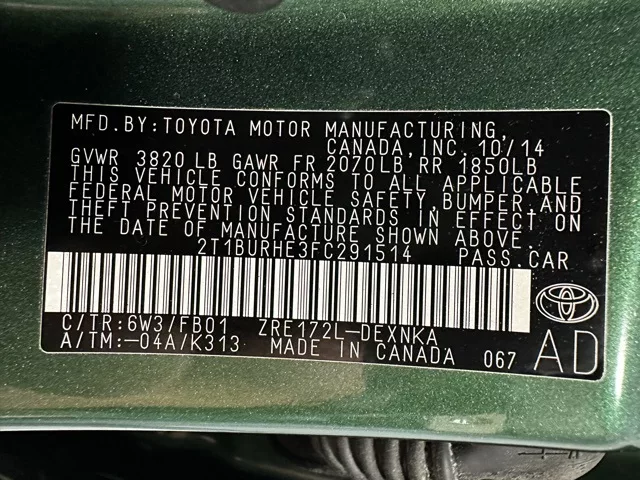 MFD.BY:TOYOTA MOTOR MANUFACTURING,
CANADA,INC. 10/14
GVWR 3820LB GAWR FR 2070LB, RR 1850LB
THIS VEHICLE CONFORMS TO ALL APPLICABLE
FEDERAL MOTOR VEHICLE SAFETY,BUMPER,AND
THEFT PREVENTION STANDARDS IN EFFECT ON
THE DATE OF MANUFACTURE SHOWN ABOVE.
2T1BURHE3FC291514 PASS.CAR
C/TR:6W3/FB01 ZRE172L-DEXNKA
A/TM:-04A/K313 MADE IN CANADA 067
AD